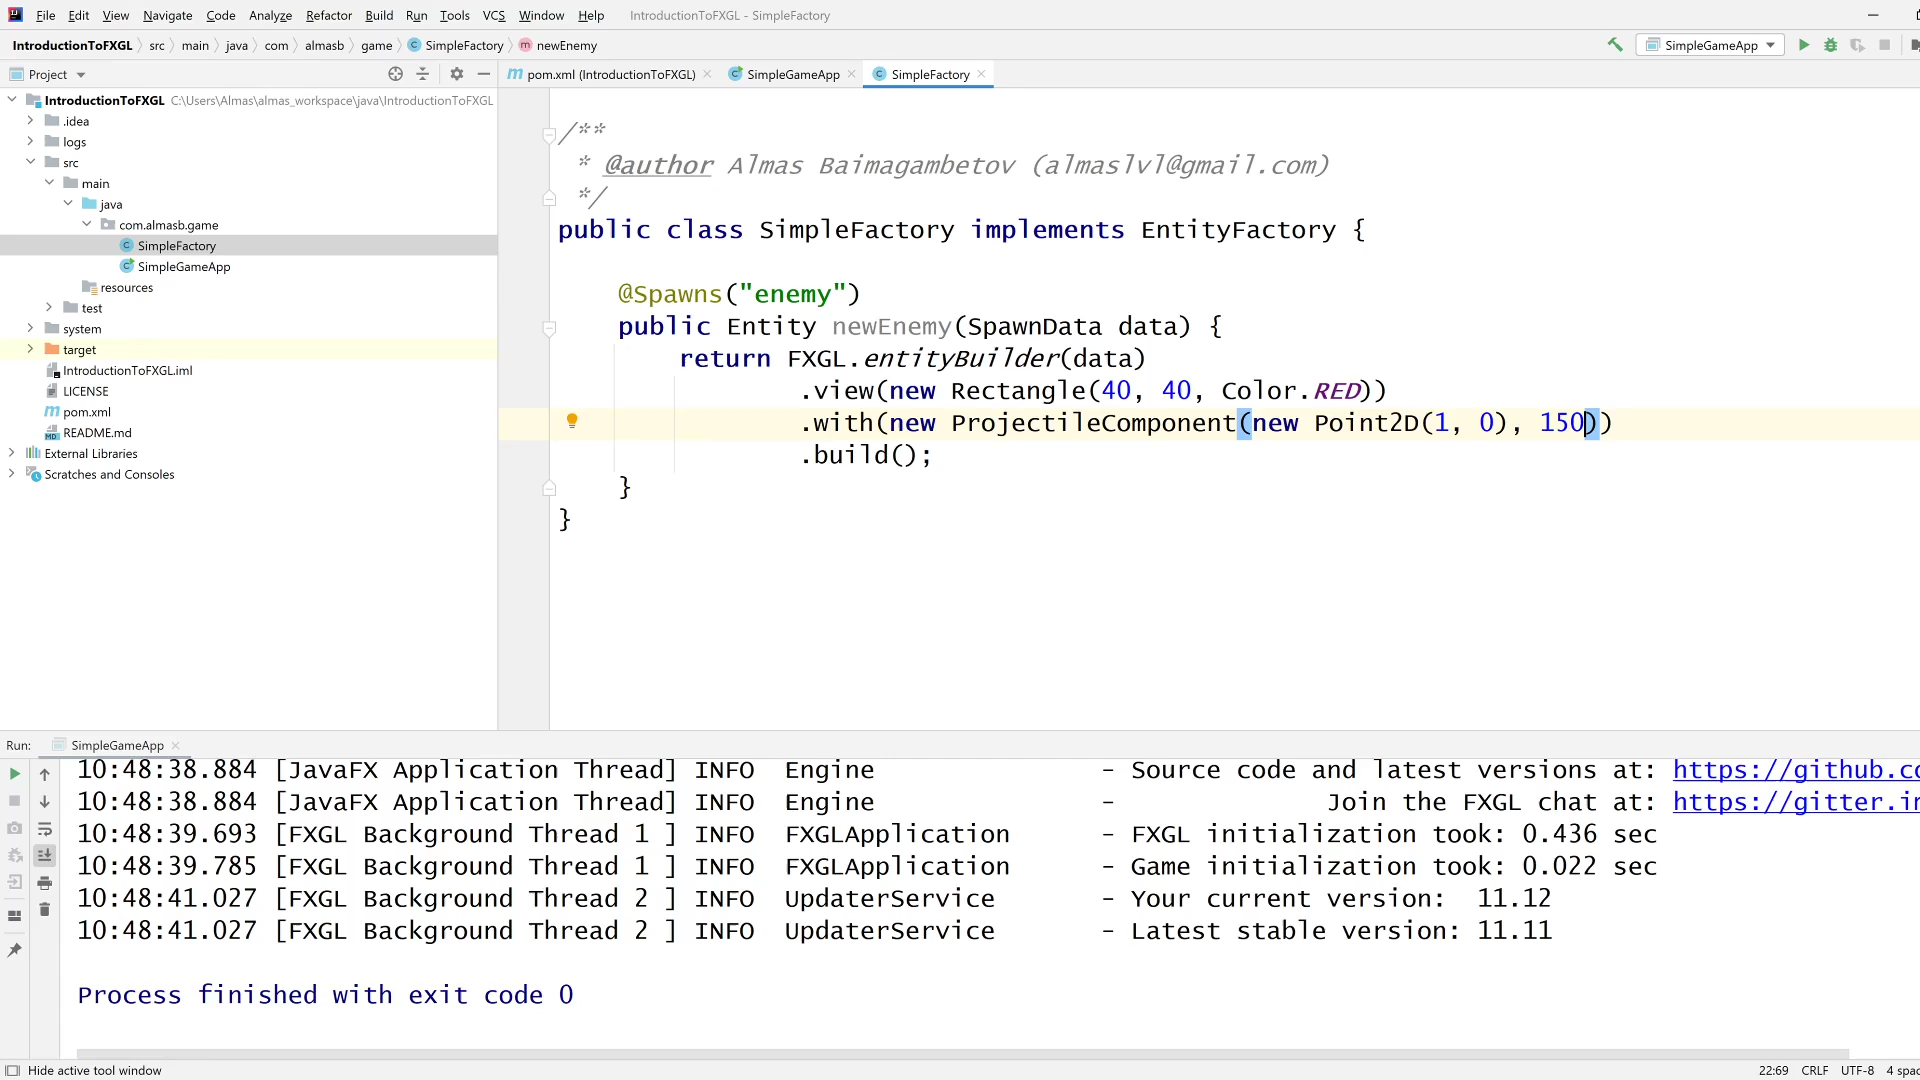 File Edit View Navigate Code Analyze Refactor Build Run Tools VCS Window Help IntroductionToFXGL - SimpleFactory
IntroductionToFXGL src main java com almasb game SimpleFactory newEnemy
SimpleGameApp
Project
pom.xml (IntroductionToFXGL) SimpleGameApp SimpleFactory
IntroductionToFXGL C:\Users\Almas\almas_workspace\java\IntroductionToFXGL
.idea
logs
src
main
java
com.almasb.game
SimpleFactory
SimpleGameApp
resources
test
system
target
IntroductionToFXGL.iml
LICENSE
pom.xml
README.md
External Libraries
Scratches and Consoles
/**
* @author Almas Baimagambetov (almaslvl@gmail.com)
*/
public class SimpleFactory implements EntityFactory {
@Spawns("enemy")
public Entity newEnemy(SpawnData data) {
return FXGL.entityBuilder(data)
.view(new Rectangle(40, 40, Color.RED))
.with(new ProjectileComponent(new Point2D(1, 0), 150))
.build();
}
}
Run: SimpleGameApp
10:48:38.884 [JavaFX Application Thread] INFO Engine - Source code and latest versions at: https://github.co
10:48:38.884 [JavaFX Application Thread] INFO Engine - Join the FXGL chat at: https://gitter.in
10:48:39.693 [FXGL Background Thread 1 ] INFO FXGLApplication - FXGL initialization took: 0.436 sec
10:48:39.785 [FXGL Background Thread 1 ] INFO FXGLApplication - Game initialization took: 0.022 sec
10:48:41.027 [FXGL Background Thread 2 ] INFO UpdaterService - Your current version: 11.12
10:48:41.027 [FXGL Background Thread 2 ] INFO UpdaterService - Latest stable version: 11.11
Process finished with exit code 0
Hide active tool window 22:69 CRLF UTF-8 4 spac